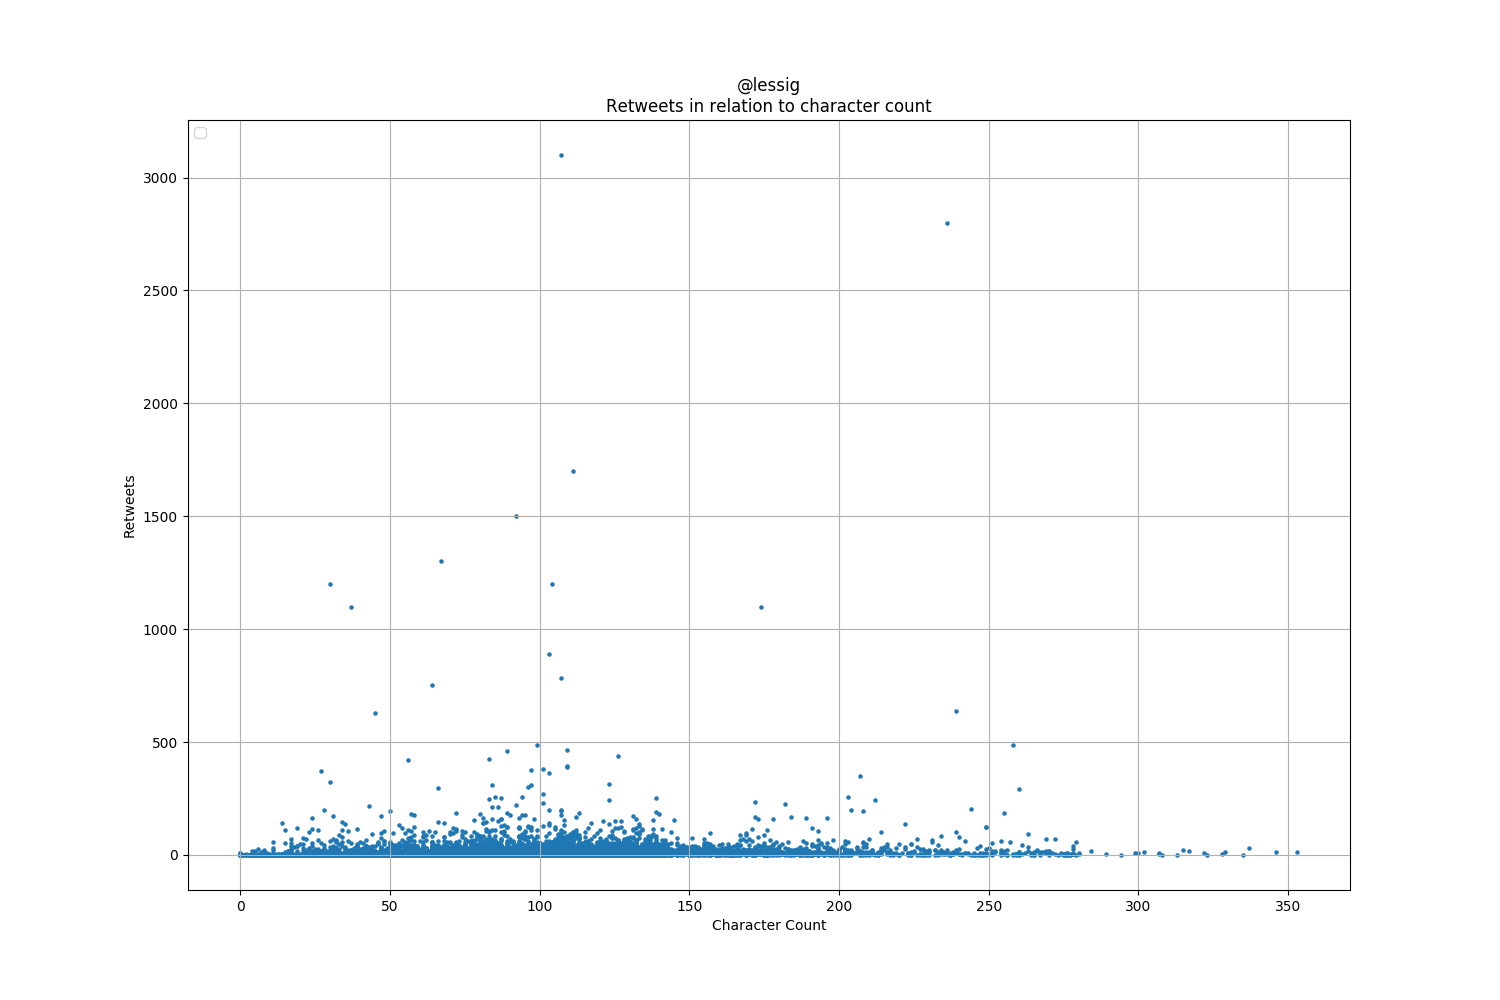 @lessig
Retweets in relation to character count
3000
2500
2000
1500
1000
500
0
Retweets
0 50 100 150 200 250 300 350
Character Count